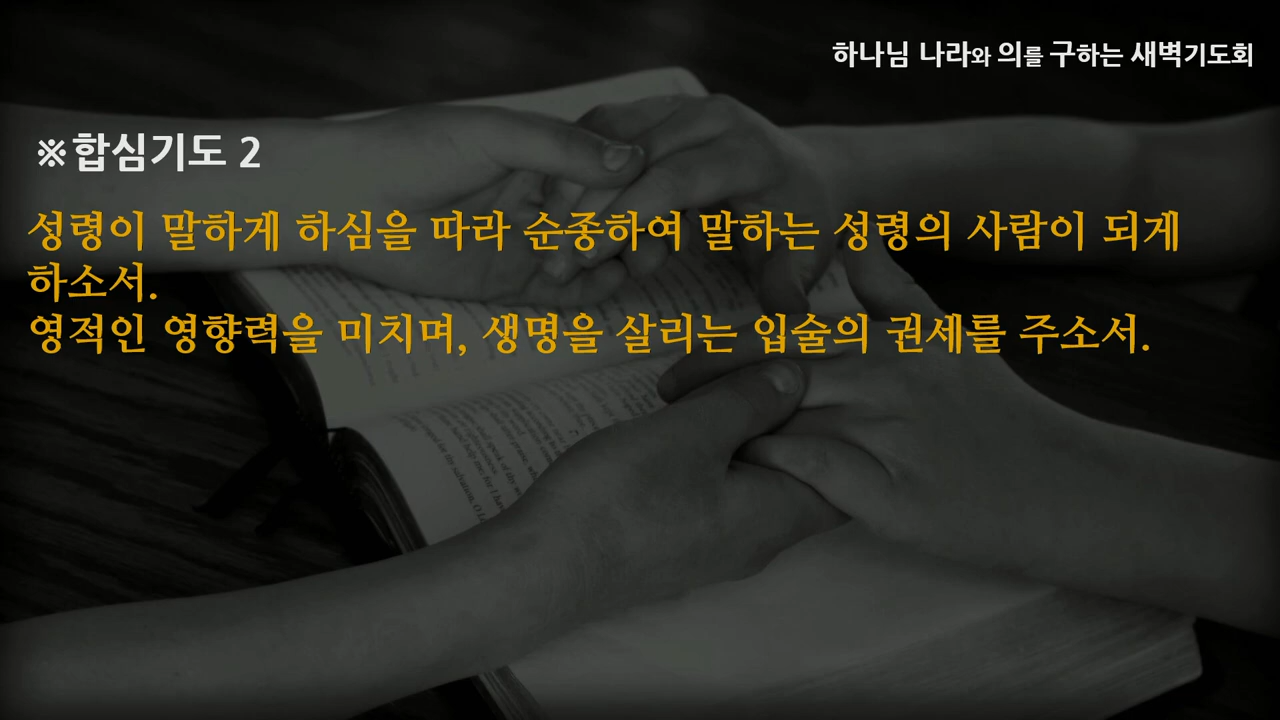 하나님 나라와 의를 구하는 새벽기도회
※합심기도 2
성령이 말하게 하심을 따라 순종하여 말하는 성령의 사람이 되게
하소서.
영적인 영향력을 미치며, 생명을 살리는 입술의 권세를 주소서.